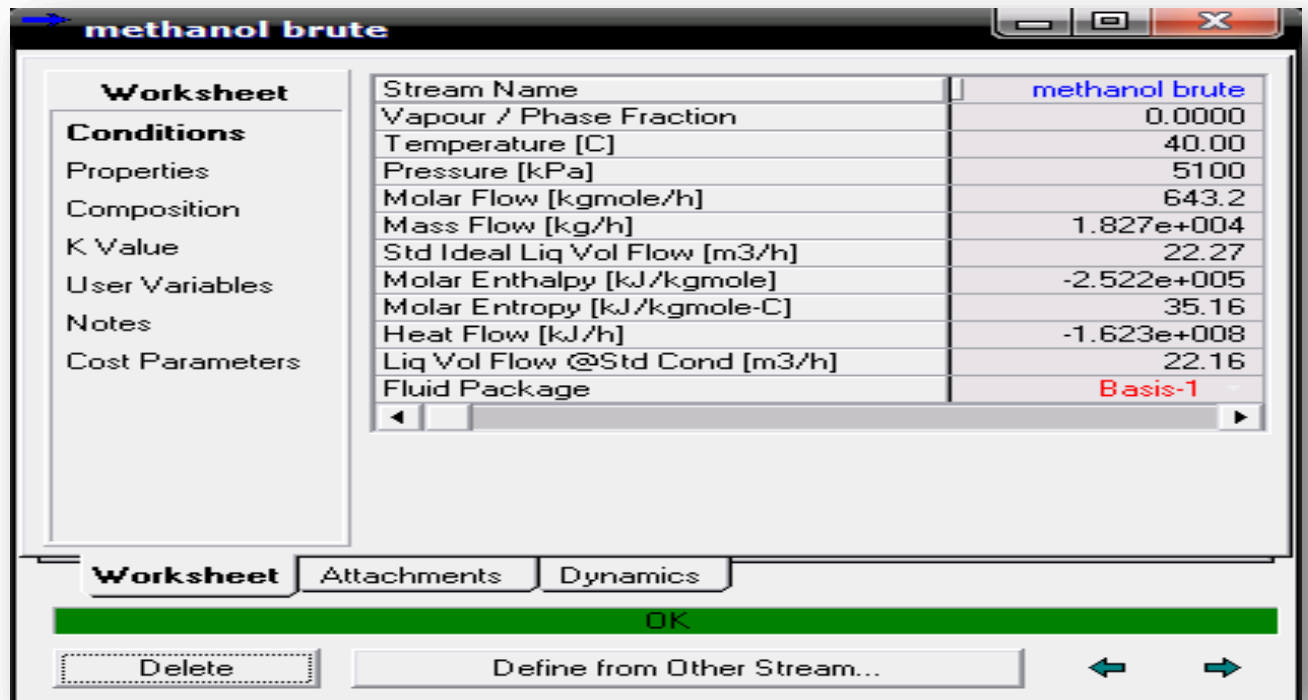 methanol brute
Worksheet
Conditions
Properties
Composition
K Value
User Variables
Notes
Cost Parameters
Stream Name methanol brute
Vapour / Phase Fraction 0.0000
Temperature [C] 40.00
Pressure [kPa] 5100
Molar Flow [kgmole/h] 643.2
Mass Flow [kg/h] 1.827e+004
Std Ideal Liq Vol Flow [m3/h] 22.27
Molar Enthalpy [kJ/kgmole] -2.522e+005
Molar Entropy [kJ/kgmole-C] 35.16
Heat Flow [kJ/h] -1.623e+008
Liq Vol Flow @Std Cond [m3/h] 22.16
Fluid Package Basis-1
Worksheet Attachments Dynamics
OK
Delete Define from Other Stream...